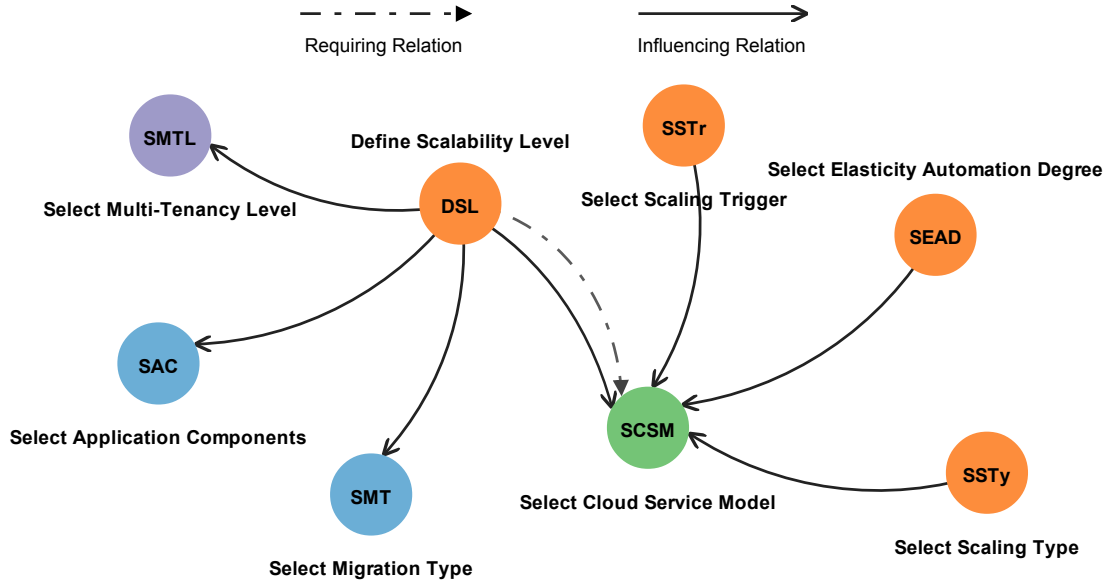 Requiring Relation
Influencing Relation
SMTL
Define Scalability Level
SSTr
Select Elasticity Automation Degree
Select Multi-Tenancy Level
DSL
Select Scaling Trigger
SEAD
SAC
Select Application Components
SCSM
SMT
Select Cloud Service Model
SSTy
Select Migration Type
Select Scaling Type